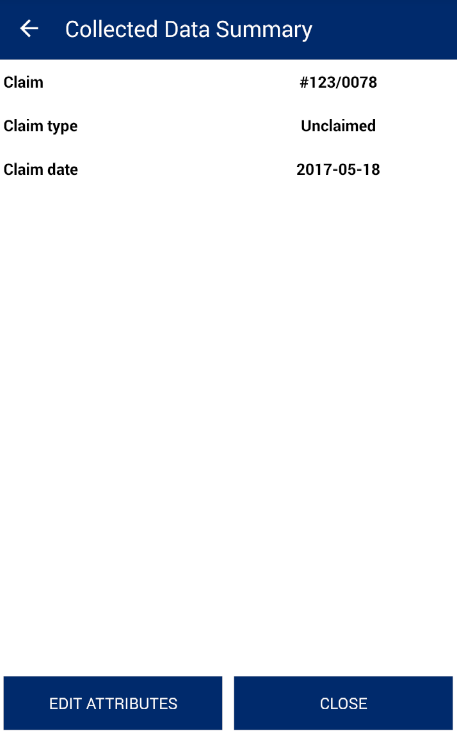 Collected Data Summary
Claim #123/0078
Claim type Unclaimed
Claim date 2017-05-18
EDIT ATTRIBUTES CLOSE